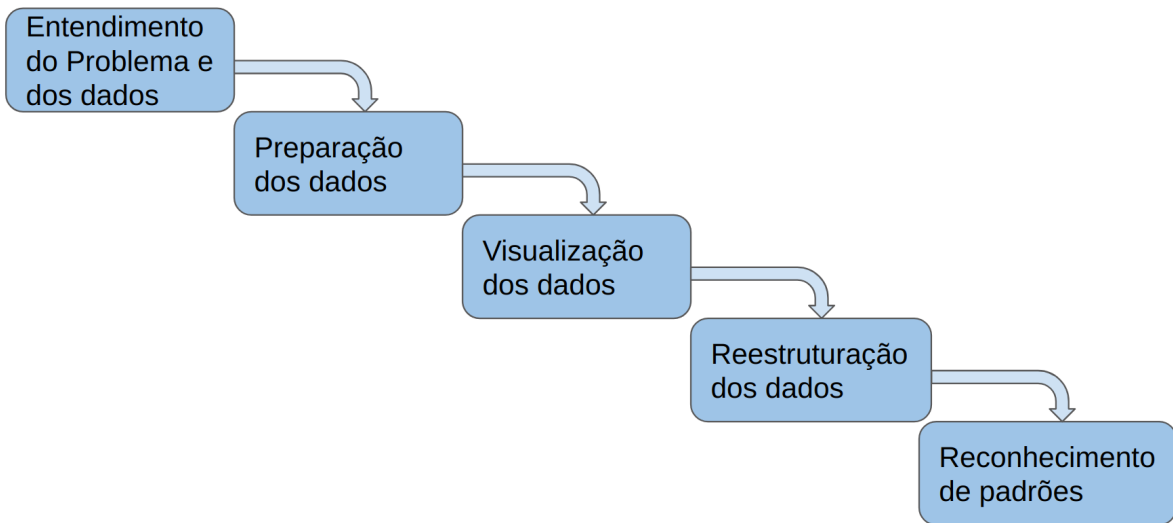 Entendimento
do Problema e
dos dados
Preparação
dos dados
Visualização
dos dados
Reestruturação
dos dados
Reconhecimento
de padrões